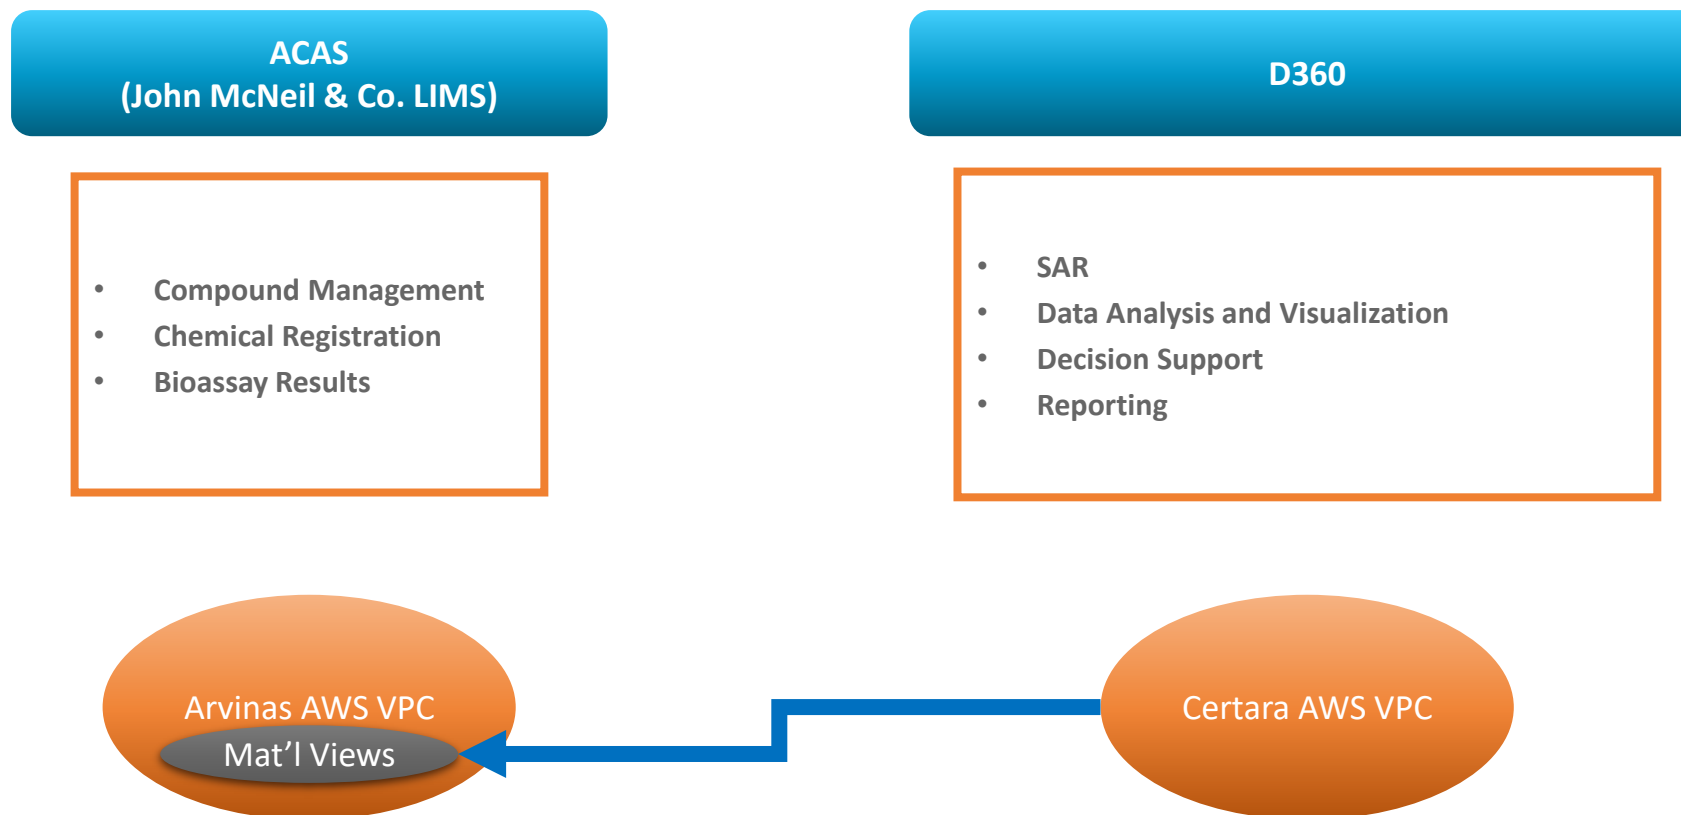 ACAS
(John McNeil & Co. LIMS)
D360
• Compound Management
• Chemical Registration
• Bioassay Results
• SAR
• Data Analysis and Visualization
• Decision Support
• Reporting
Arvinas AWS VPC
Mat’l Views
Certara AWS VPC